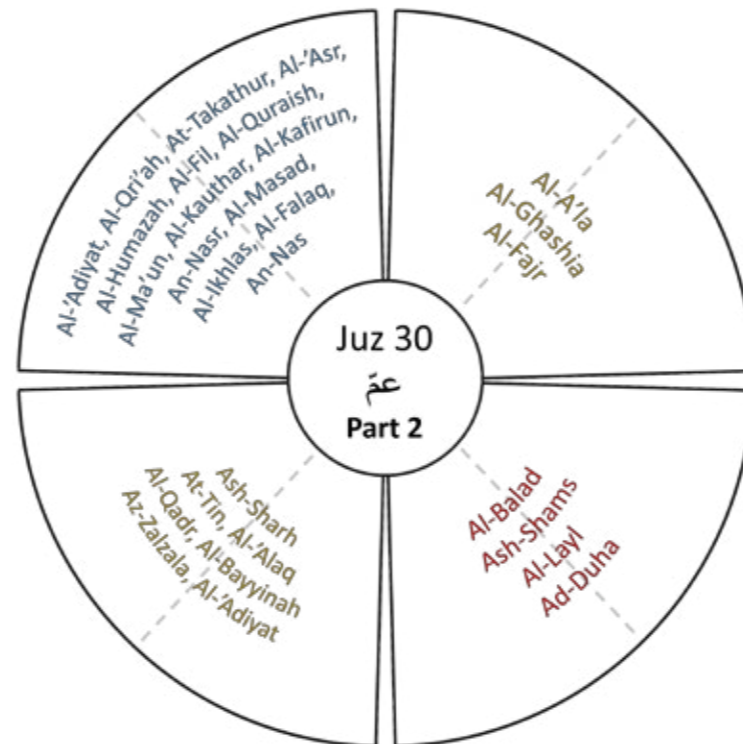 Al-A'la
Al-Ghashia
Al-Fajr
Al-Balad
Ash-Shams
Al-Layl
Ad-Duha
Ash-Sharh
At-Tin, Al-'Alaq
Al-Qadr, Al-Bayyinah
Az-Zalzala, Al-'Adiyat
Al-'Adiyat, Al-Qri'ah, At-Takathur, Al-'Asr,
Al-Humazah, Al-Fil, Al-Quraish,
Al-Ma'un, Al-Kauthar, Al-Kafirun,
An-Nasr, Al-Masad,
Al-Ikhlas, Al-Falaq,
An-Nas
Juz 30
عمّ
Part 2